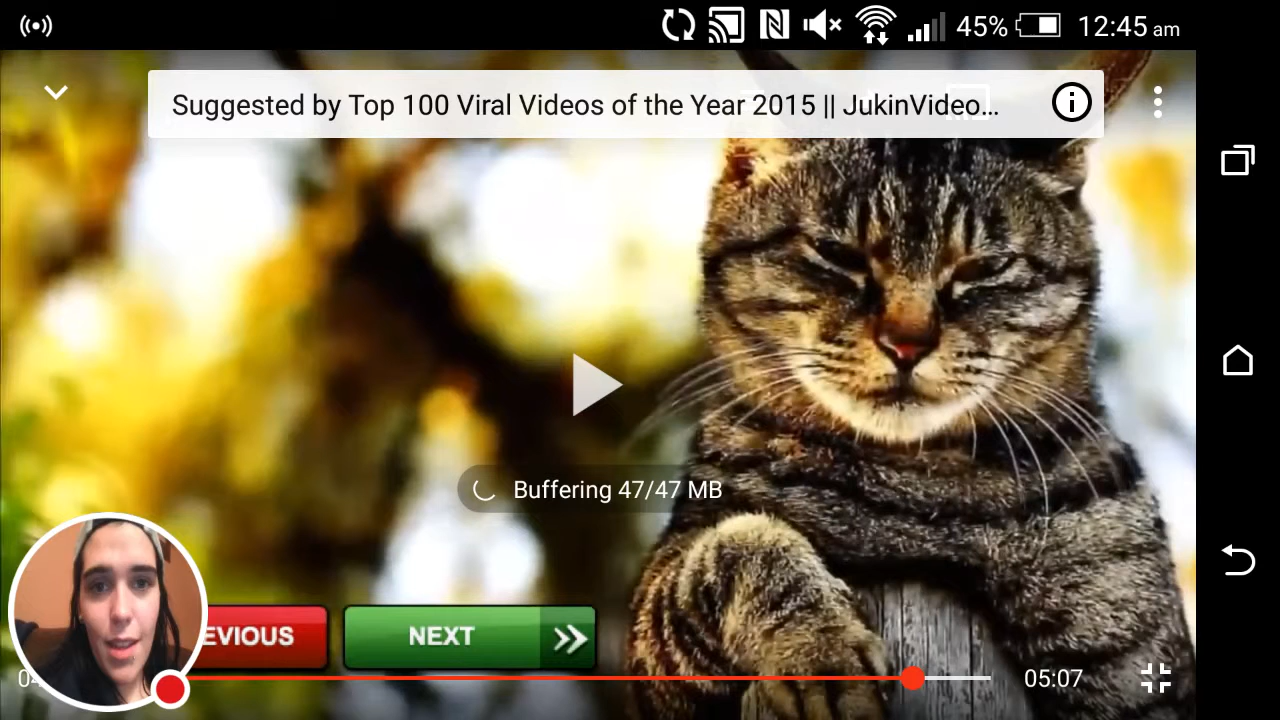 45% 12:45 am
Suggested by Top 100 Viral Videos of the Year 2015 || JukinVideo...
Buffering 47/47 MB
EVIOUS NEXT
04 05:07